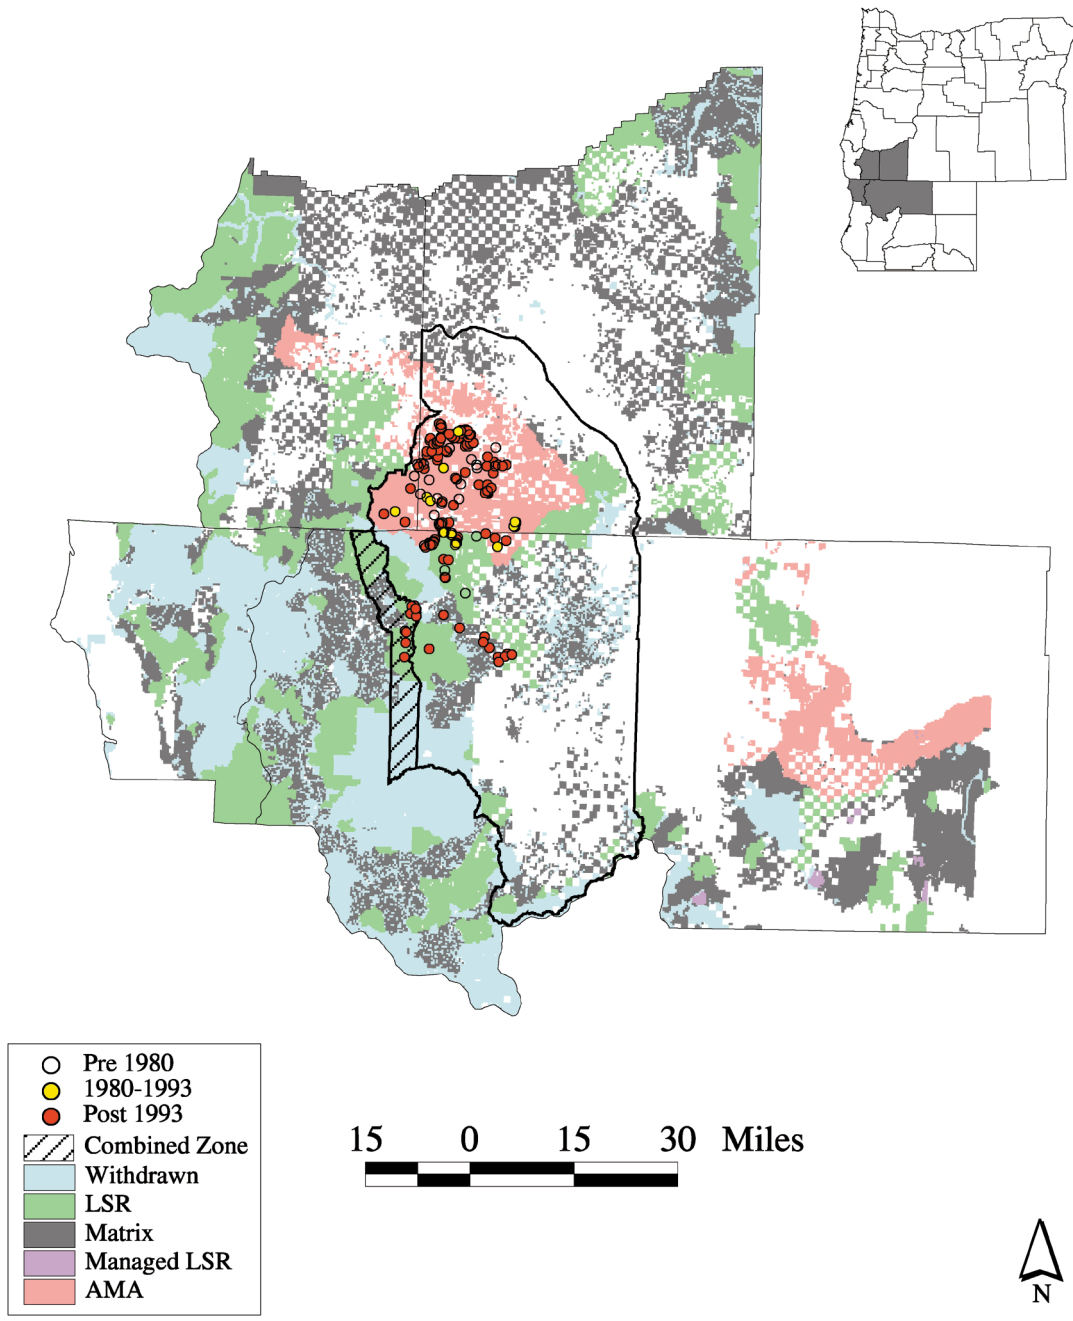 Pre 1980
1980-1993
Post 1993
Combined Zone
Withdrawn
LSR
Matrix
Managed LSR
AMA
15 0 15 30 Miles
N